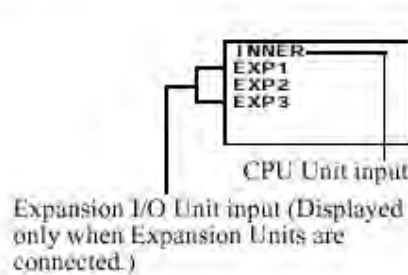 INNER
EXP1
EXP2
EXP3
CPU Unit input
Expansion I/O Unit input (Displayed
only when Expansion Units are
connected.)